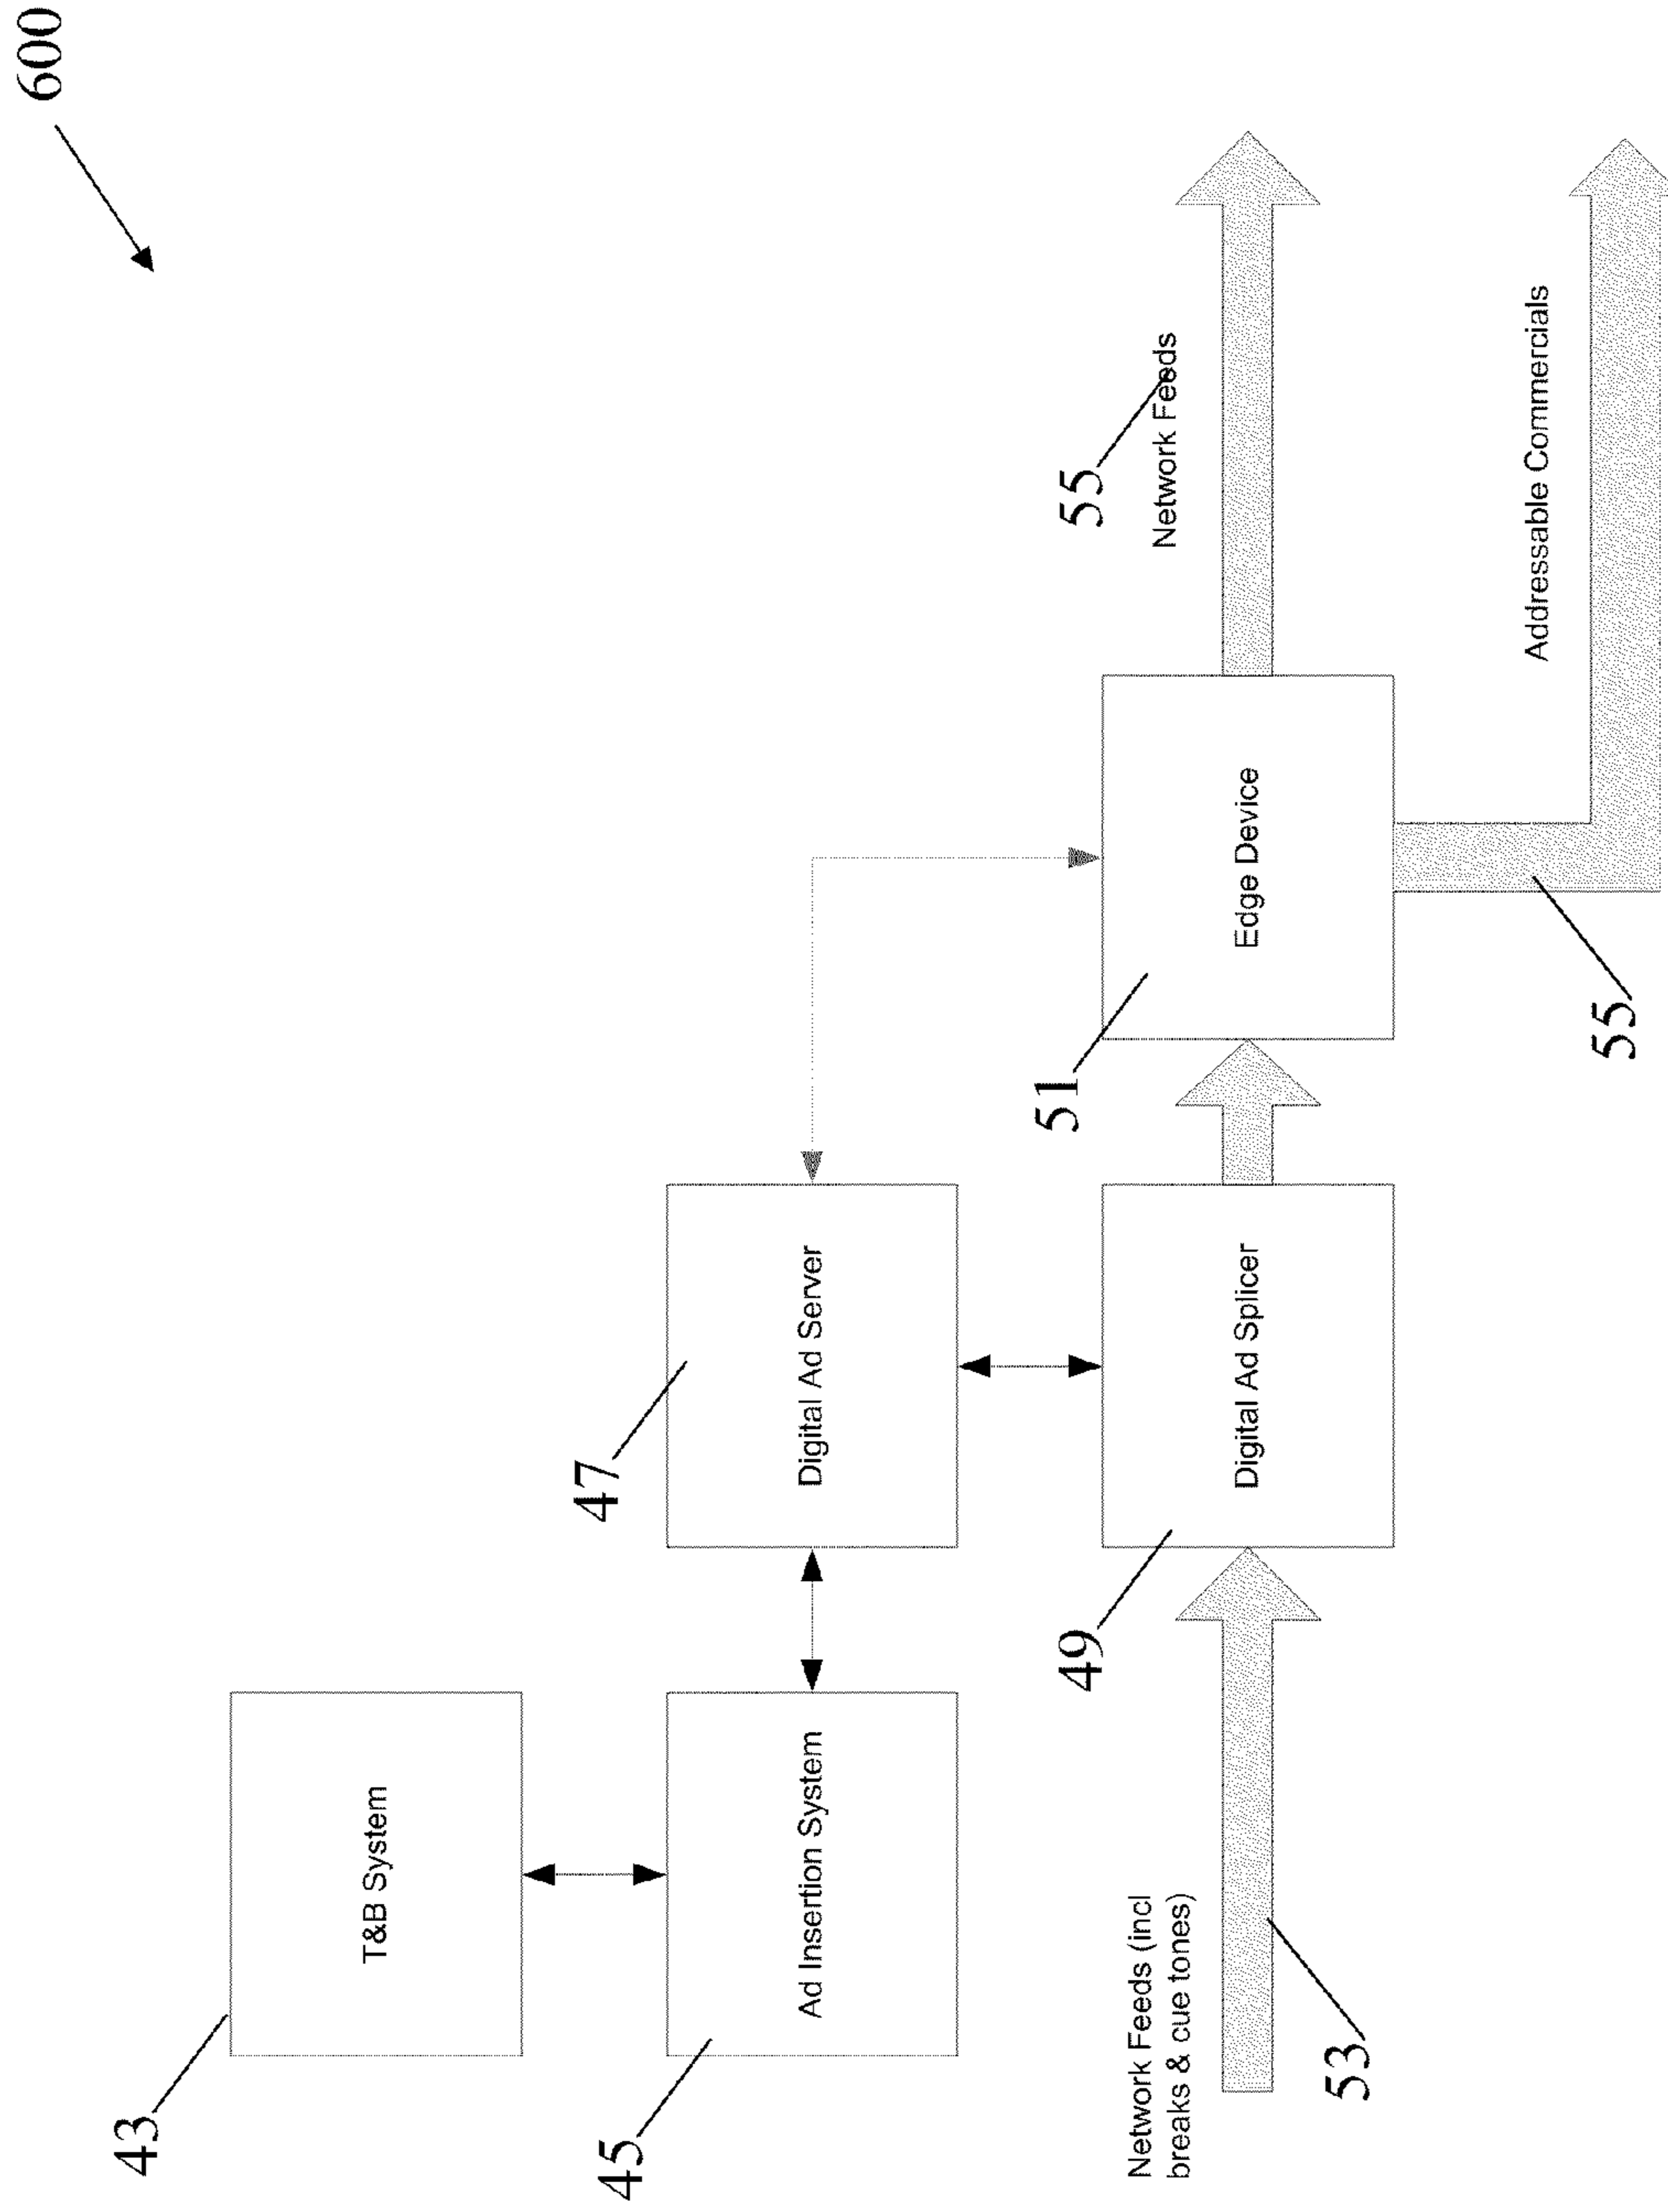 600
43
T&B System
45
47
Ad Insertion System
Digital Ad Server
49
51
55
Network Feeds (incl
breaks & cue tones)
Network Feeds
Digital Ad Splicer
Edge Device
53
Addressable Commercials
55